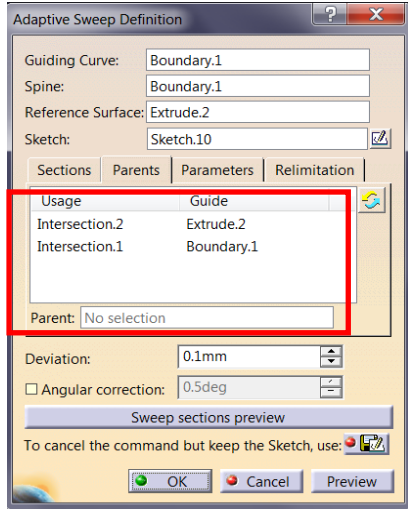 Adaptive Sweep Definition ?
Guiding Curve: Boundary.1
Spine: Boundary.1
Reference Surface: Extrude.2
Sketch: Sketch.10
Sections Parents Parameters Relimitation
Usage Guide
Intersection.2 Extrude.2
Intersection.1 Boundary.1
Parent: No selection
Deviation: 0.1mm
Angular correction: 0.5deg
Sweep sections preview
To cancel the command but keep the Sketch, use:
OK Cancel Preview